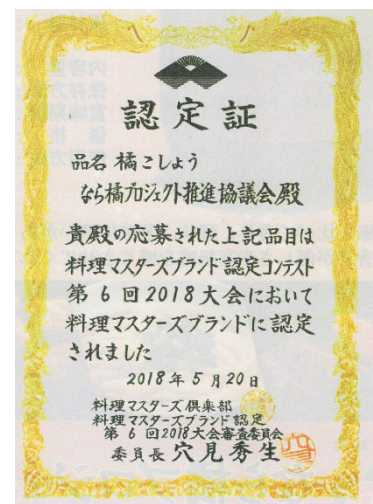 認定証
品名 橘こしょう
なら橘プロジェクト推進協議会殿
貴殿の応募された上記品目は
料理マスターズブランド認定コンテスト
第6回2018大会において
料理マスターズブランドに認定
されました
2018年5月20日
料理マスターズ倶楽部
料理マスターズブランド認定
第6回2018大会審査委員会
委員長 穴見秀生